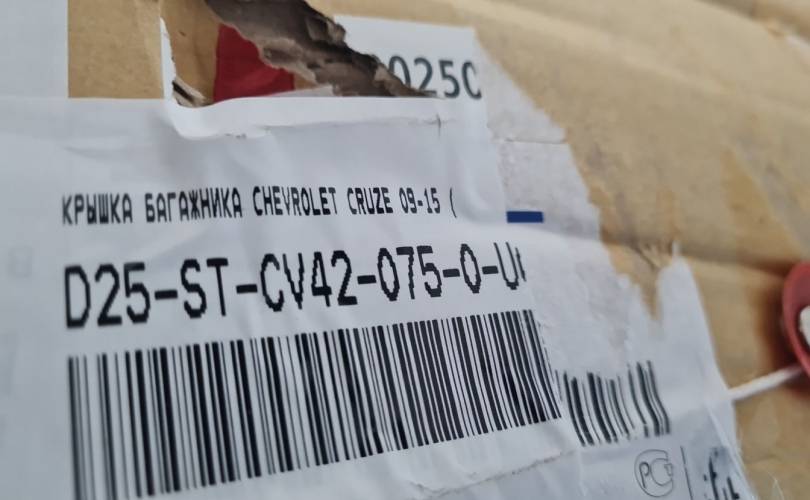 025C
КРЫШКА БАГАЖНИКА CHEVROLET CRUZE 09-15 (
D25-ST-CV42-075-0-U